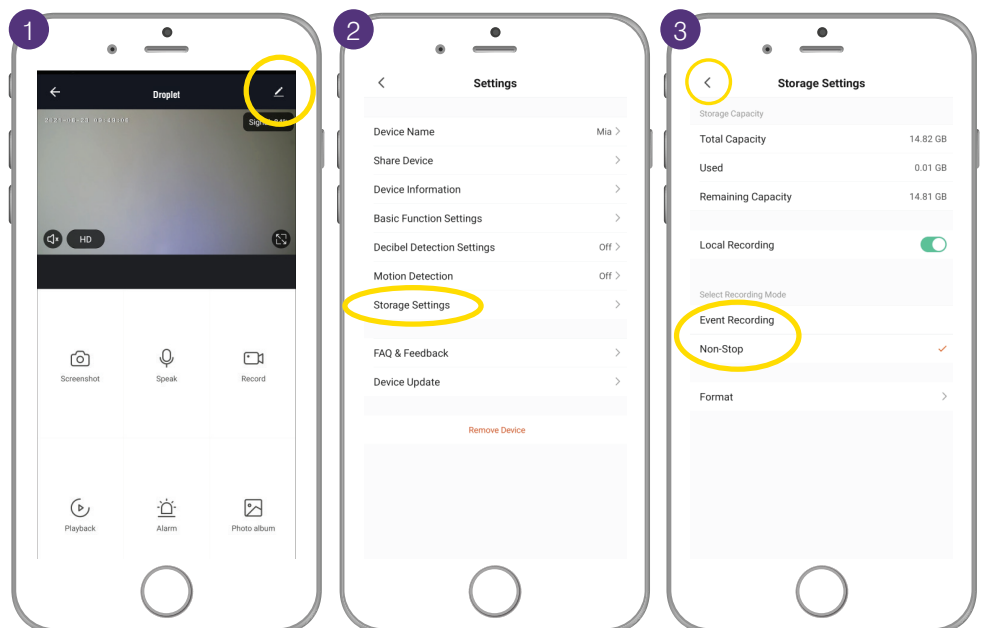 1
Droplet
HD
Screenshot
Speak
Record
Playback
Alarm
Photo album
2
Settings
Device Name
Mia >
Share Device
>
Device Information
>
Basic Function Settings
>
Decibel Detection Settings
Off >
Motion Detection
Off >
Storage Settings
>
FAQ & Feedback
>
Device Update
>
Remove Device
3
Storage Settings
Storage Capacity
Total Capacity
14.82 GB
Used
0.01 GB
Remaining Capacity
14.81 GB
Local Recording
Select Recording Mode
Event Recording
Non-Stop
Format
>